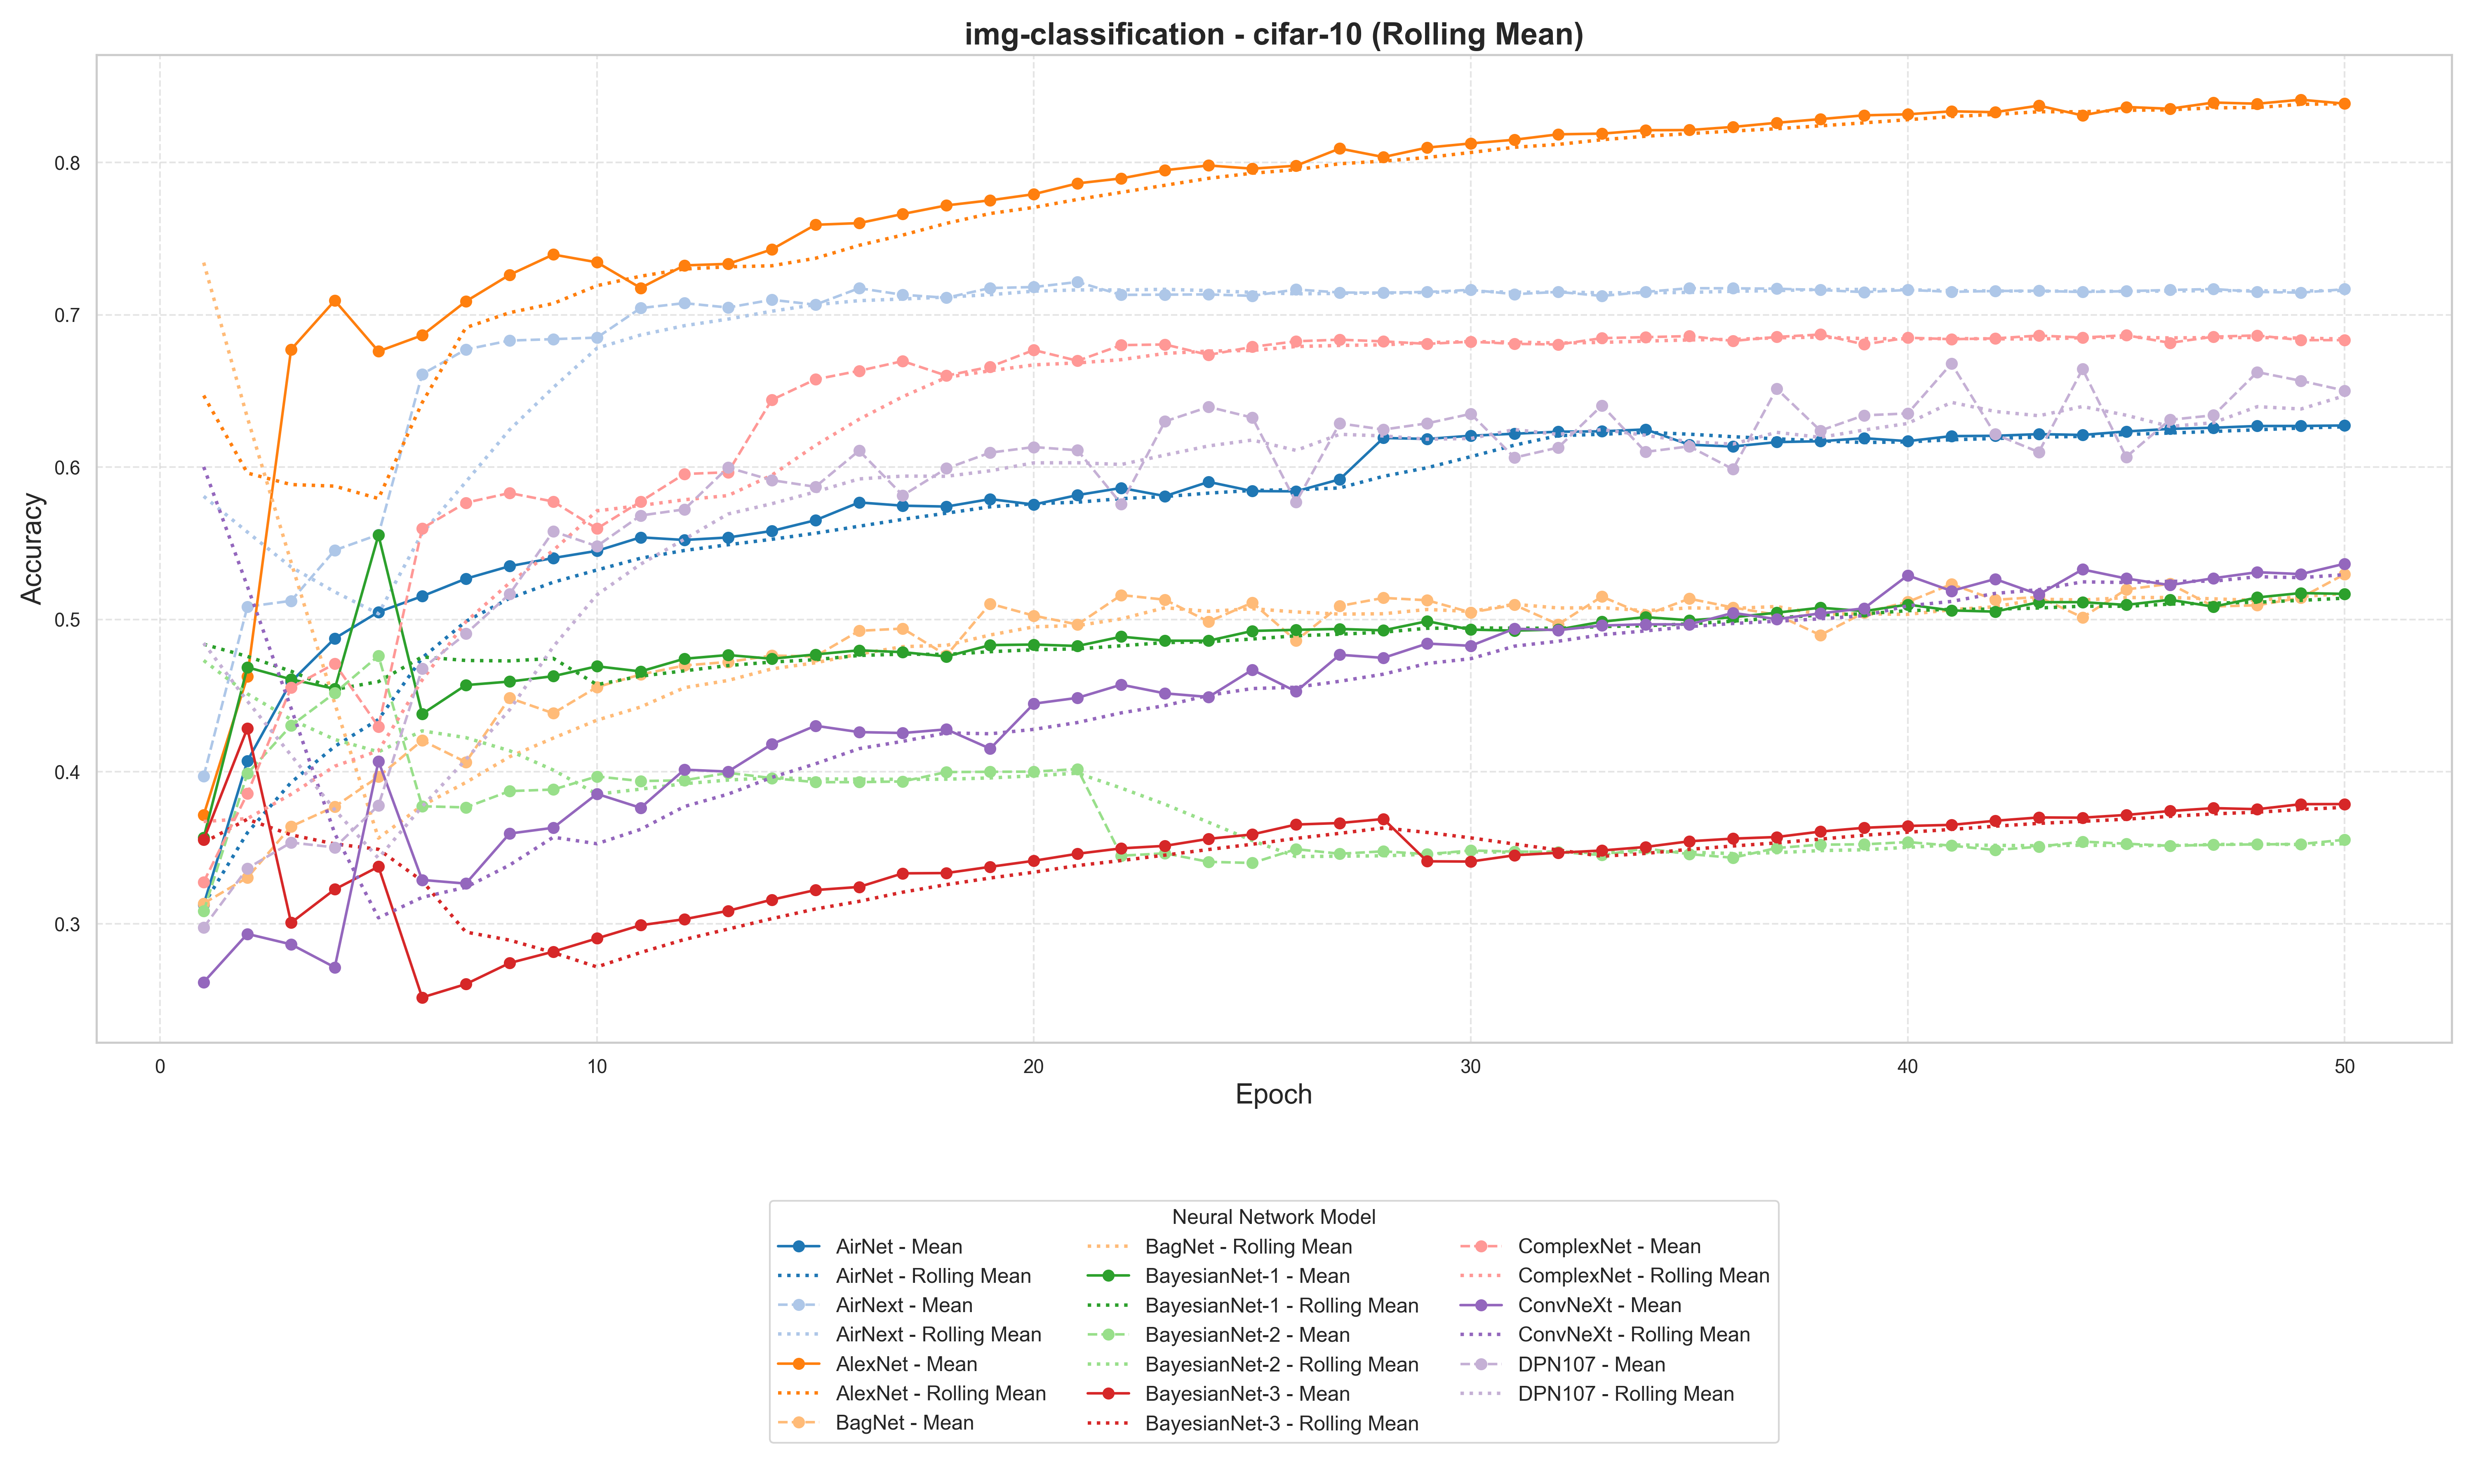 img-classification - cifar-10 (Rolling Mean)
Accuracy
0.8
0.7
0.6
0.5
0.4
0.3
0
10
20
30
40
50
Epoch
Neural Network Model
AirNet - Mean
AirNet - Rolling Mean
AirNext - Mean
AirNext - Rolling Mean
AlexNet - Mean
AlexNet - Rolling Mean
BagNet - Mean
BagNet - Rolling Mean
BayesianNet-1 - Mean
BayesianNet-1 - Rolling Mean
BayesianNet-2 - Mean
BayesianNet-2 - Rolling Mean
BayesianNet-3 - Mean
BayesianNet-3 - Rolling Mean
ComplexNet - Mean
ComplexNet - Rolling Mean
ConvNeXt - Mean
ConvNeXt - Rolling Mean
DPN107 - Mean
DPN107 - Rolling Mean